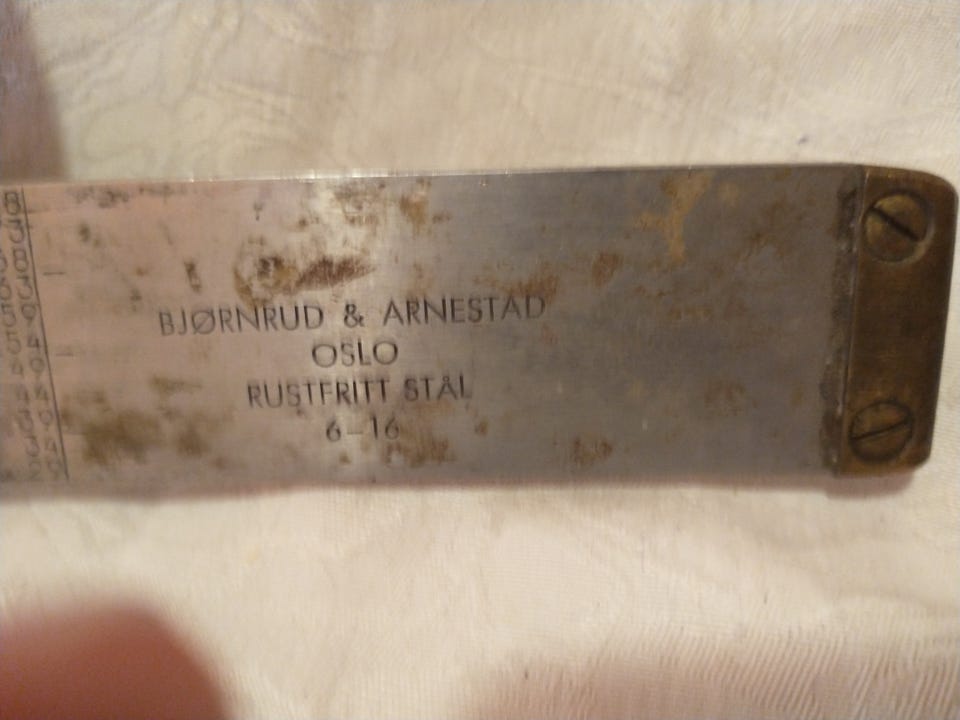 BJØRNRUD & ARNESTAD
OSLO
RUSTFRITT STÅL
6–16